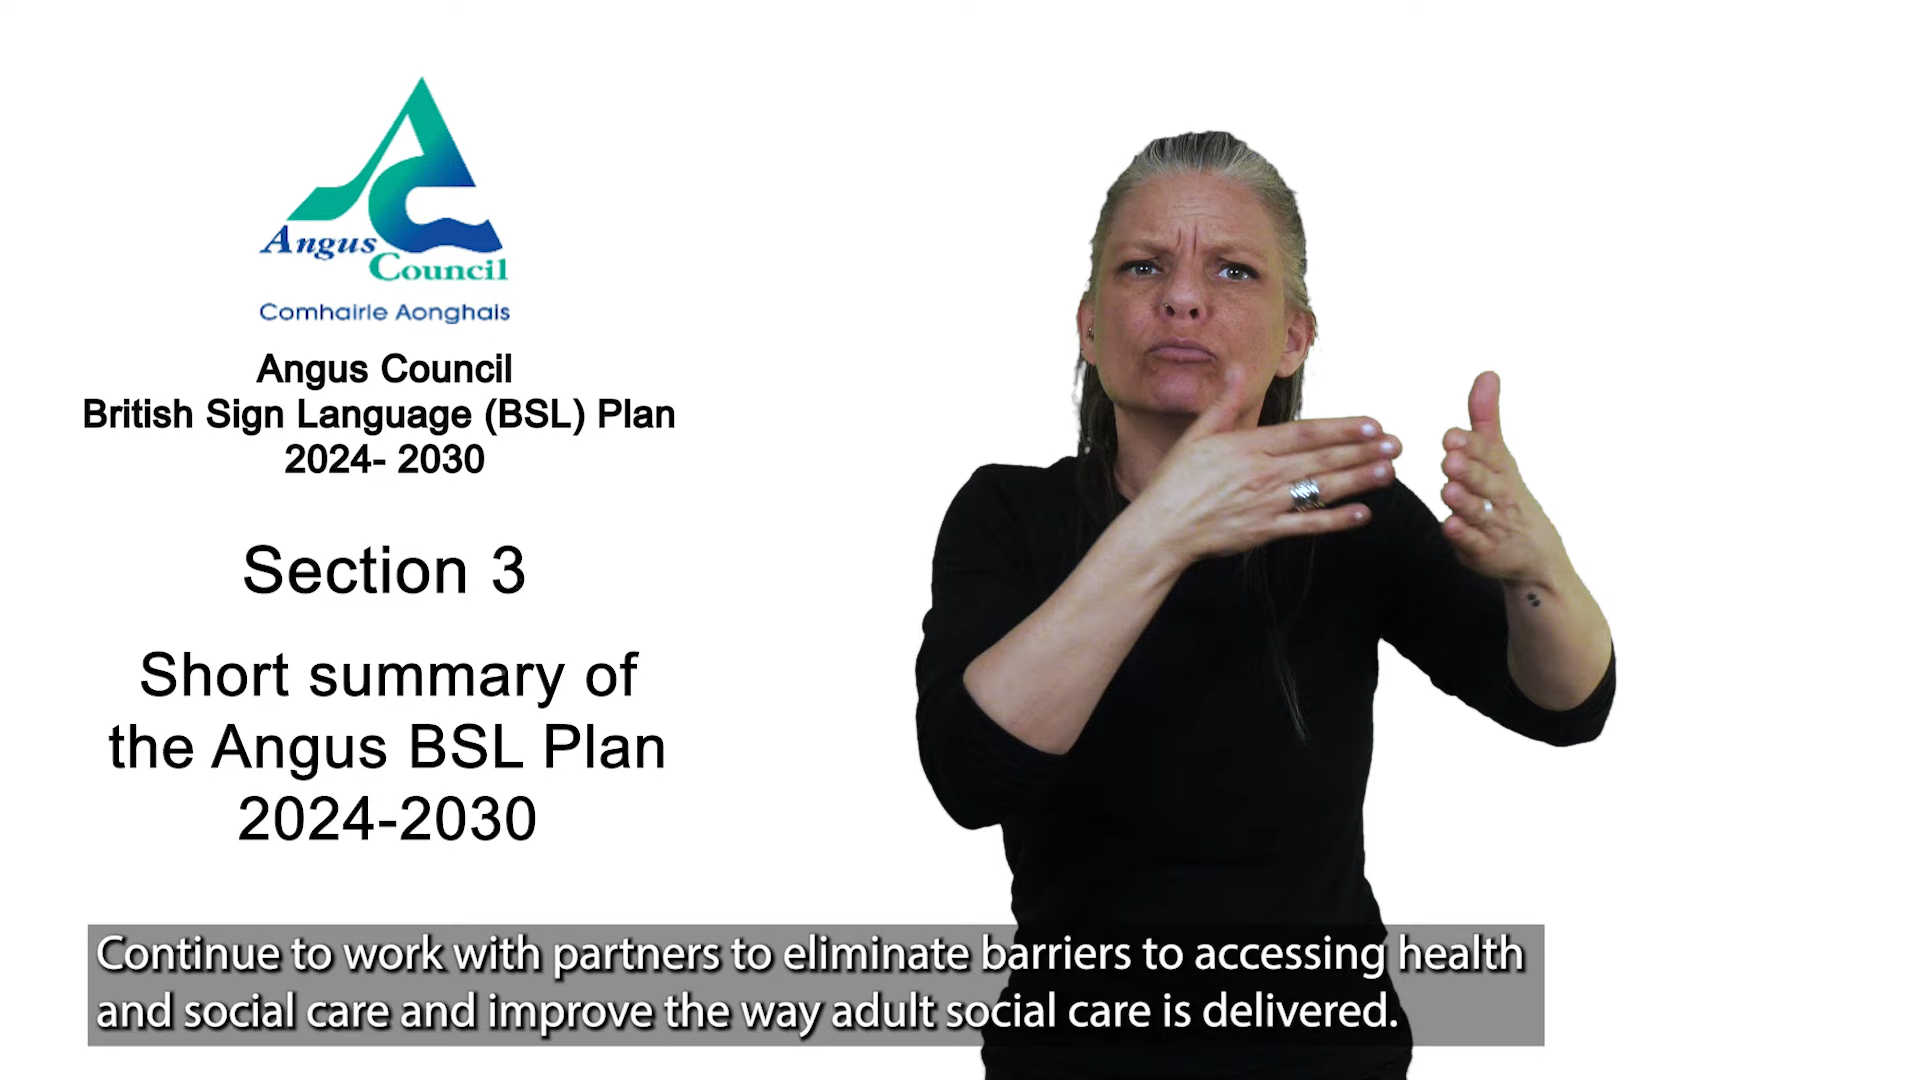 Angus
Council
Comhairle Aonghais
Angus Council
British Sign Language (BSL) Plan
2024- 2030
Section 3
Short summary of
the Angus BSL Plan
2024-2030
Continue to work with partners to eliminate barriers to accessing health
and social care and improve the way adult social care is delivered.